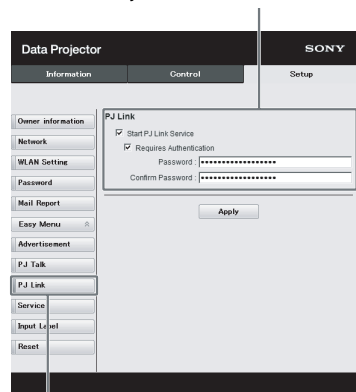 Data Projector
SONY
Information
Control
Setup
Owner information
Network
WLAN Setting
Password
Mail Report
Easy Menu
Advertisement
PJ Talk
PJ Link
Service
Input Label
Reset
PJ Link
Start PJ Link Service
Requires Authentication
Password : ••••••••••••••••••
Confirm Password : ••••••••••••••••••
Apply